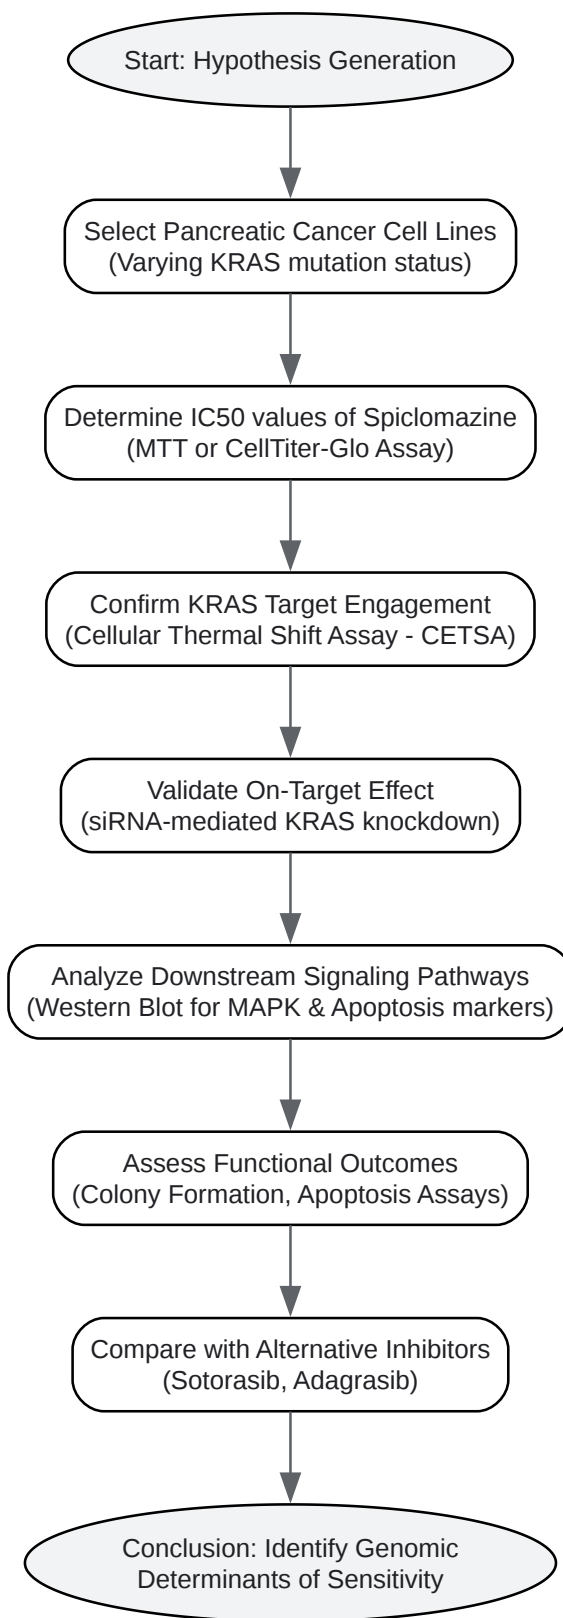 Start: Hypothesis Generation
Select Pancreatic Cancer Cell Lines
(Varying KRAS mutation status)
Determine IC50 values of Spiclomazine
(MTT or CellTiter-Glo Assay)
Confirm KRAS Target Engagement
(Cellular Thermal Shift Assay - CETSA)
Validate On-Target Effect
(siRNA-mediated KRAS knockdown)
Analyze Downstream Signaling Pathways
(Western Blot for MAPK & Apoptosis markers)
Assess Functional Outcomes
(Colony Formation, Apoptosis Assays)
Compare with Alternative Inhibitors
(Sotorasib, Adagrasib)
Conclusion: Identify Genomic
Determinants of Sensitivity